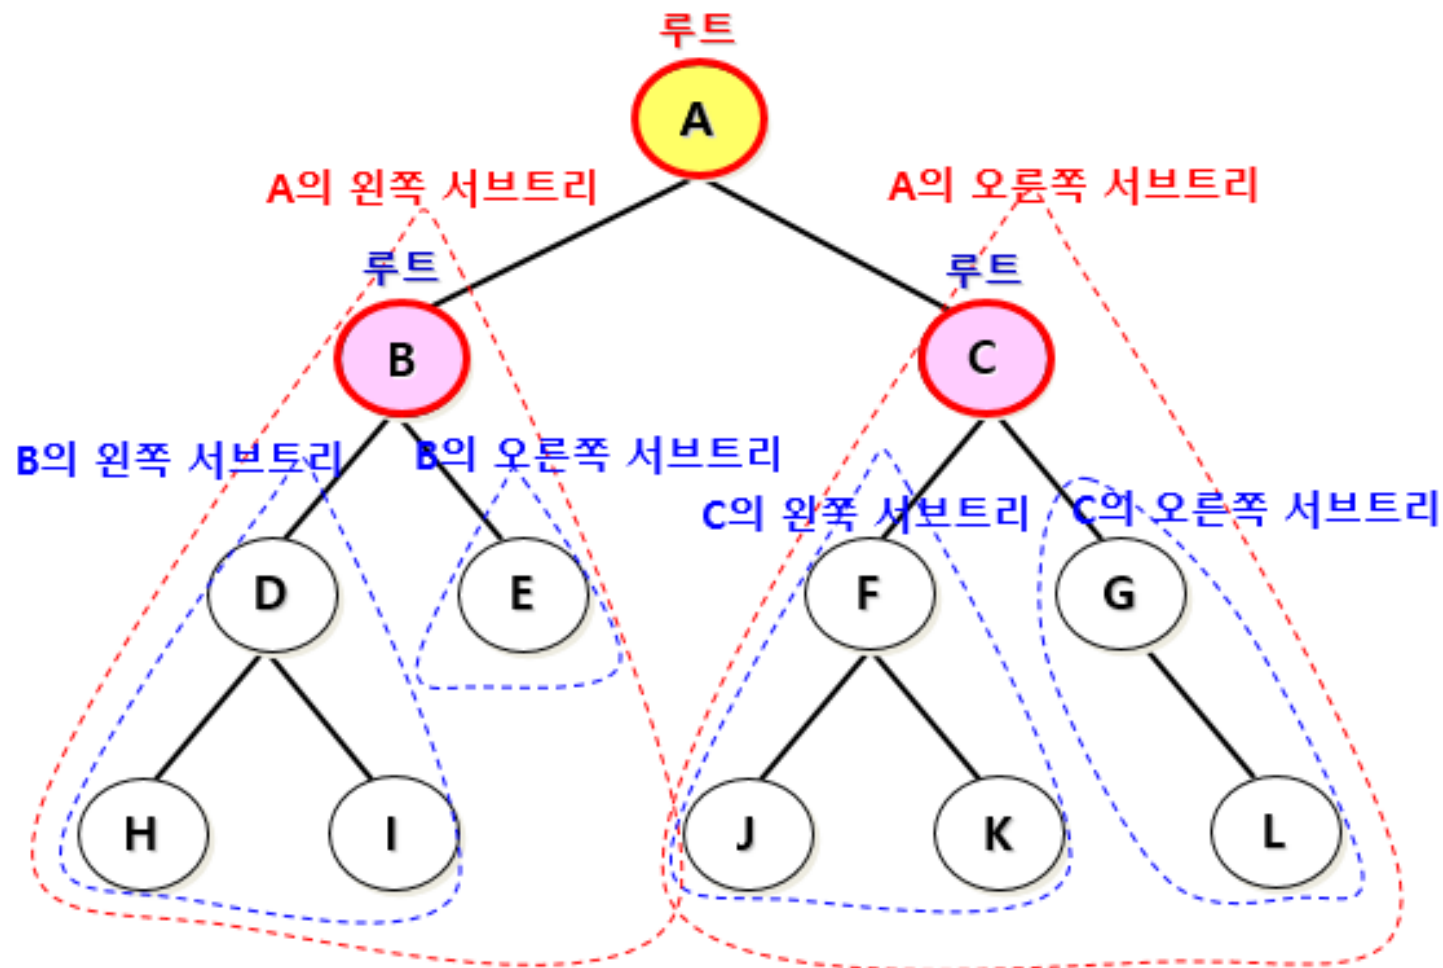 루트
A
A의 왼쪽 서브트리
A의 오른쪽 서브트리
루트
루트
B
C
B의 왼쪽 서브트리
B의 오른쪽 서브트리
C의 왼쪽 서브트리
C의 오른쪽 서브트리
D
E
F
G
H
I
J
K
L